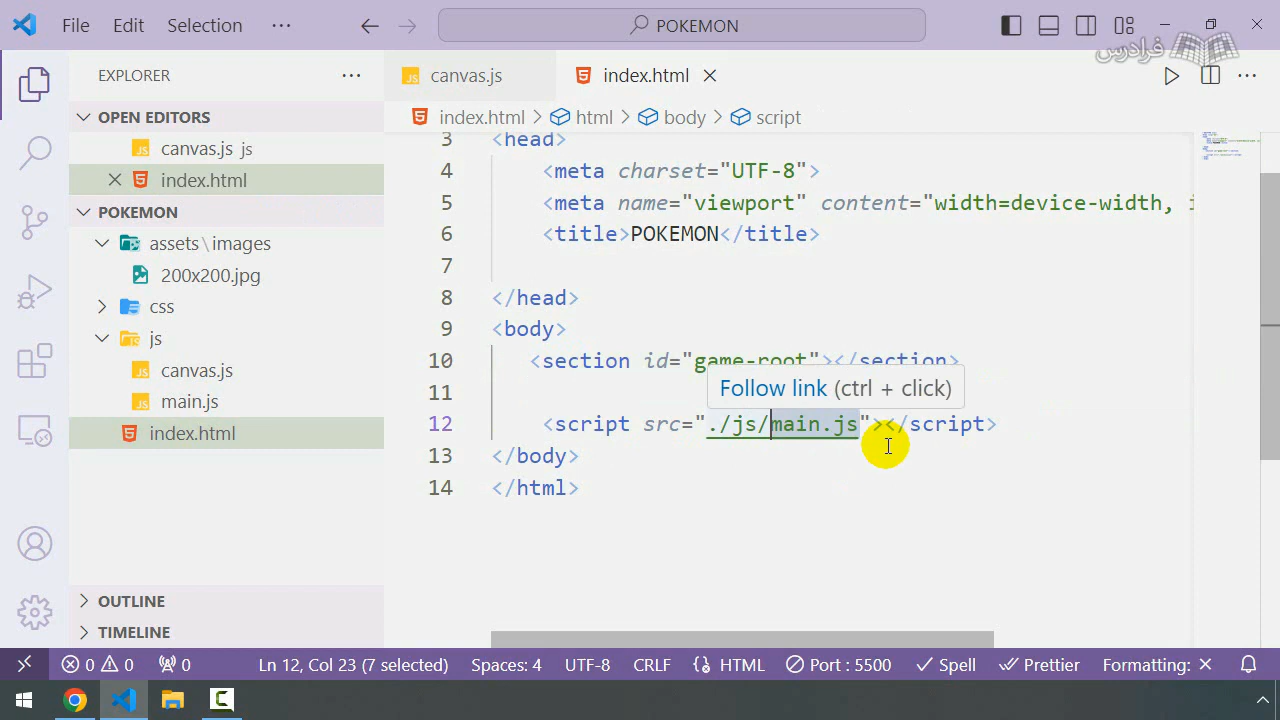 File Edit Selection ··· POKEMON
فرادرس
EXPLORER ···
OPEN EDITORS
canvas.js js
index.html
POKEMON
assets\images
200x200.jpg
css
js
canvas.js
main.js
index.html
OUTLINE
TIMELINE
canvas.js index.html
index.html > html > body > script
3 <head>
4 <meta charset="UTF-8">
5 <meta name="viewport" content="width=device-width, i
6 <title>POKEMON</title>
7
8 </head>
9 <body>
10 <section id="game-root"></section>
11
Follow link (ctrl + click)
12 <script src="./js/main.js"></script>
13 </body>
14 </html>
0 0 0 Ln 12, Col 23 (7 selected) Spaces: 4 UTF-8 CRLF HTML Port : 5500 Spell Prettier Formatting: ×